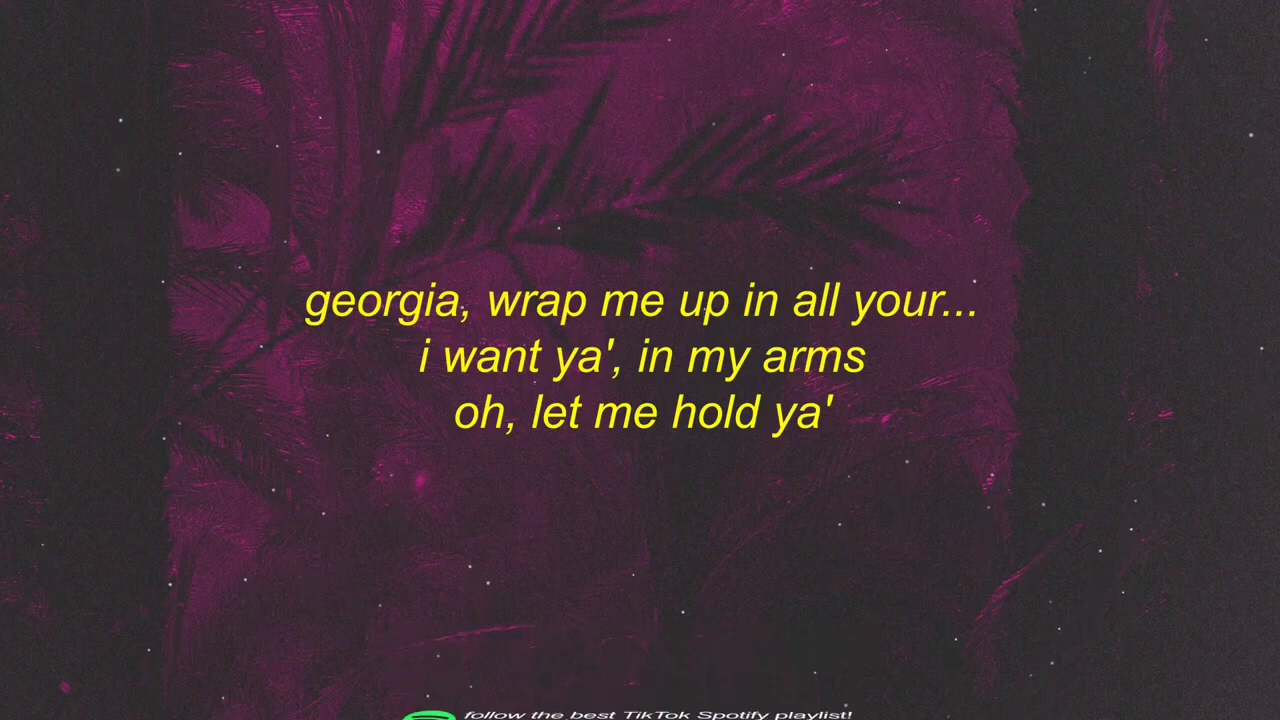 georgia, wrap me up in all your...
i want ya', in my arms
oh, let me hold ya'
follow the best TikTok Spotify playlist!